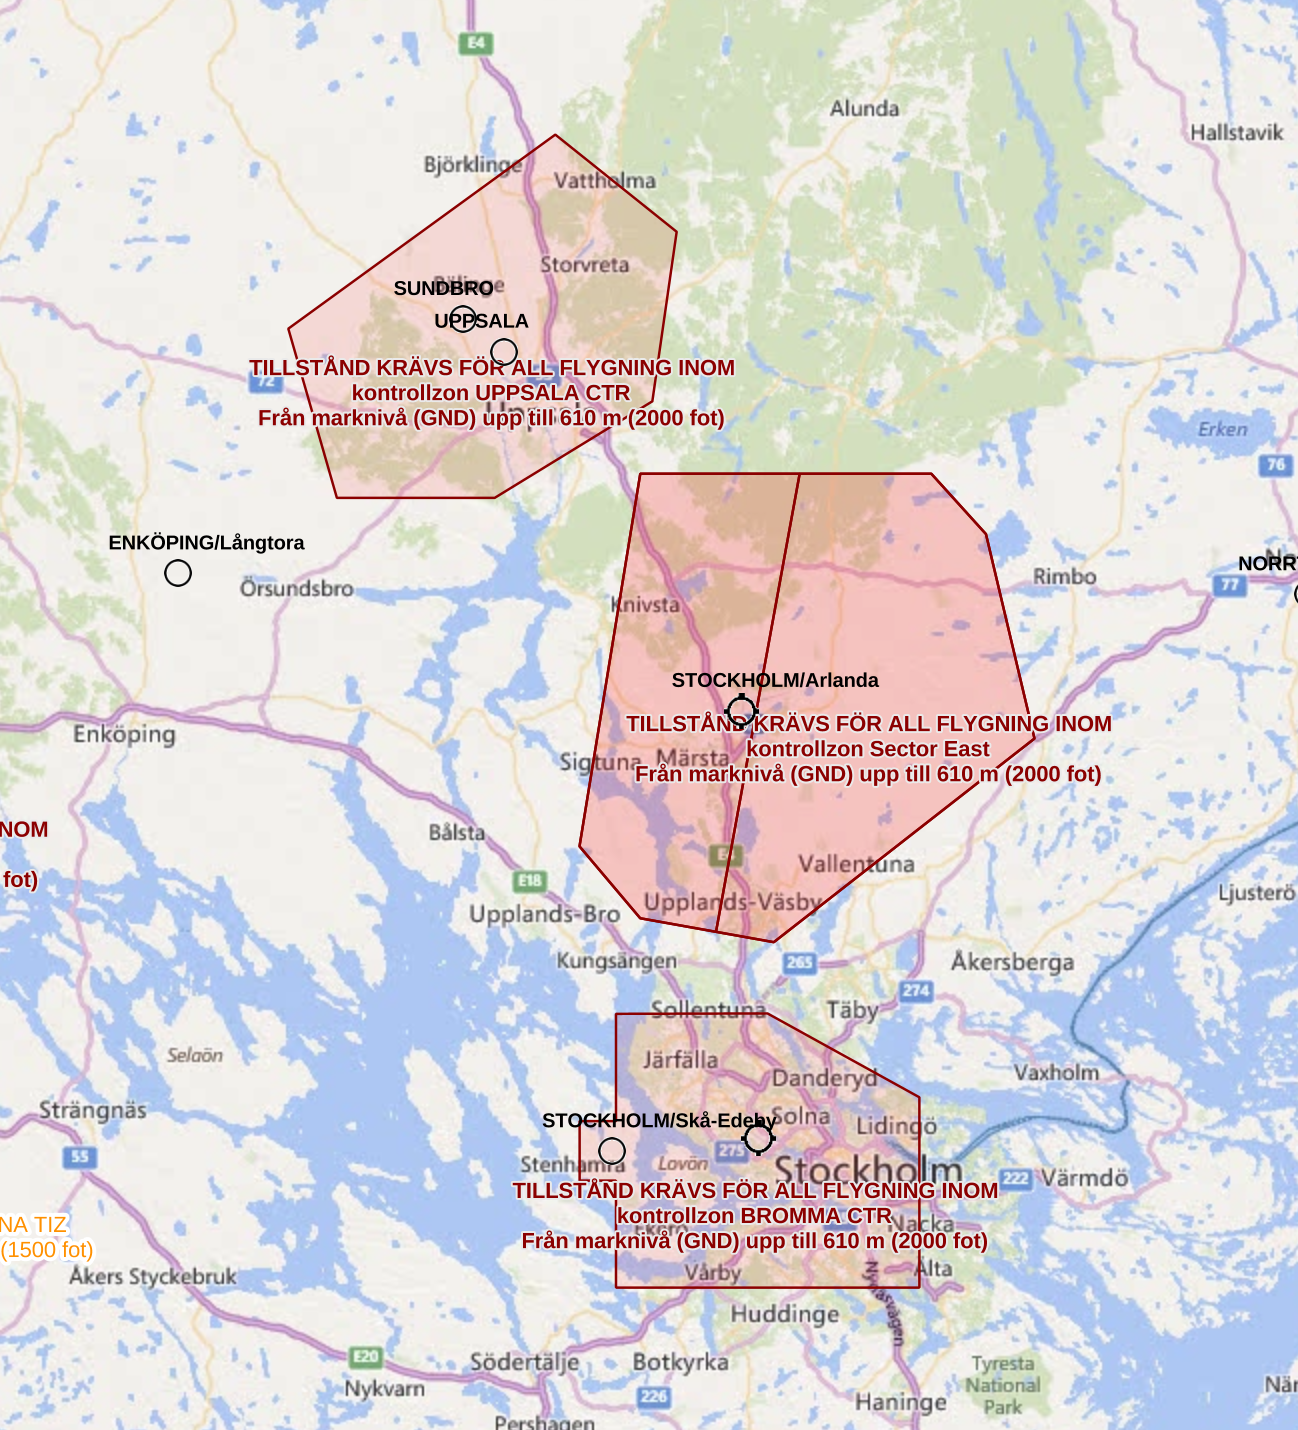 E4
Alunda
Hallstavik
Björklinge
Vattholma
Storvreta
SUNDBRO
UPPSALA
72
TILLSTÅND KRÄVS FÖR ALL FLYGNING INOM
kontrollzon UPPSALA CTR
Från marknivå (GND) upp till 610 m (2000 fot)
Erken
76
ENKÖPING/Långtora
Örsundsbro
Knivsta
Rimbo
NORR
77
STOCKHOLM/Arlanda
TILLSTÅND KRÄVS FÖR ALL FLYGNING INOM
kontrollzon Sector East
Från marknivå (GND) upp till 610 m (2000 fot)
Enköping
Sigtuna
Märsta
NOM
fot)
Bålsta
E4
Vallentuna
E18
Upplands-Väsby
Ljusterö
Upplands-Bro
Kungsängen
265
Åkersberga
274
Sollentuna
Täby
Selaön
Järfälla
Danderyd
Vaxholm
Strängnäs
STOCKHOLM/Skå-Edeby
Solna
Lidingö
55
Stenhamra
Lovön
275
Stockholm
222
Värmdö
TILLSTÅND KRÄVS FÖR ALL FLYGNING INOM
kontrollzon BROMMA CTR
Från marknivå (GND) upp till 610 m (2000 fot)
NA TIZ
(1500 fot)
Ekerö
Nacka
Åkers Styckebruk
Vårby
Älta
Nynäsvägen
Huddinge
E20
Södertälje
Botkyrka
Nykvarn
226
Tyresta
National
Park
Haninge
När
Pershagen